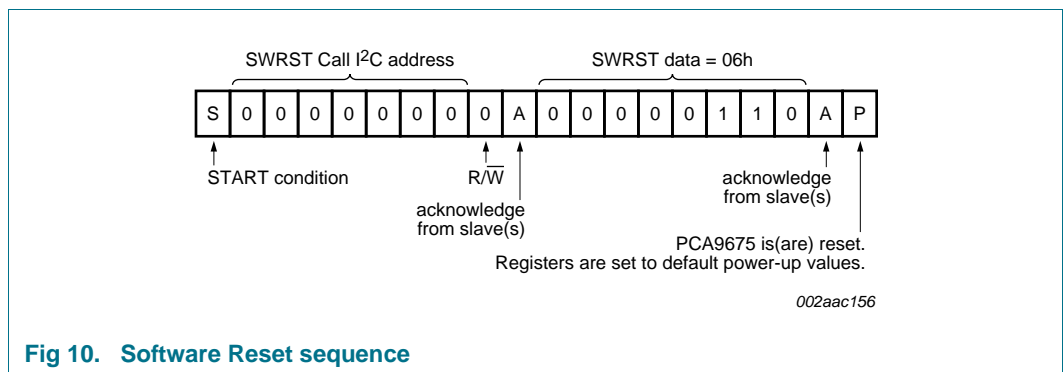 SWRST Call I2C address
SWRST data = 06h
S 0 0 0 0 0 0 0 0 A 0 0 0 0 0 1 1 0 A P
START condition
R/W̅
acknowledge
from slave(s)
acknowledge
from slave(s)
PCA9675 is(are) reset.
Registers are set to default power-up values.
002aac156
Fig 10. Software Reset sequence